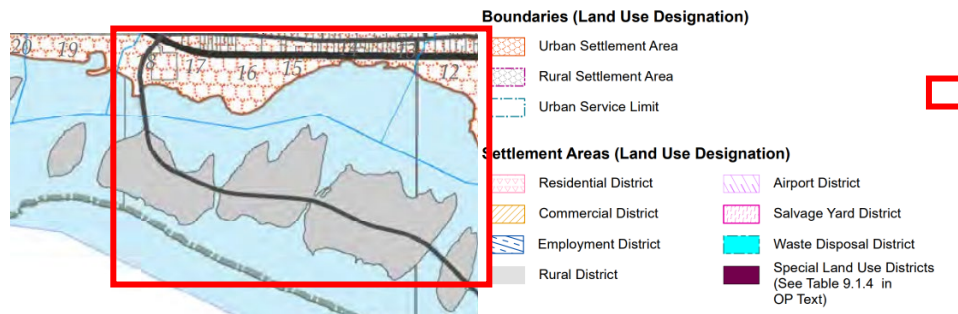 Boundaries (Land Use Designation)
Urban Settlement Area
Rural Settlement Area
Urban Service Limit
Settlement Areas (Land Use Designation)
Residential District
Commercial District
Employment District
Rural District
Airport District
Salvage Yard District
Waste Disposal District
Special Land Use Districts
(See Table 9.1.4 in
OP Text)
20 19 17 16 15 12